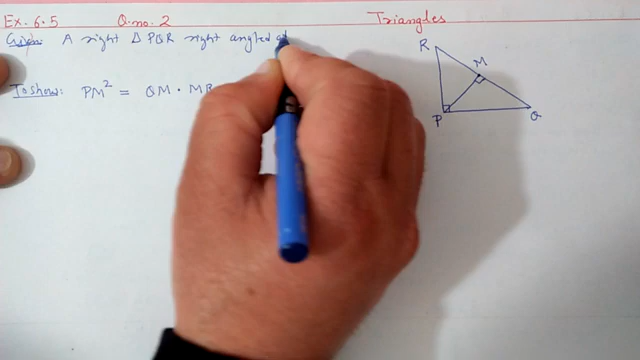 Ex. 6.5 Q. no. 2 Triangles
Given: A right Δ PQR right angled at
To show: PM² = QM · MR
R
M
P
Q